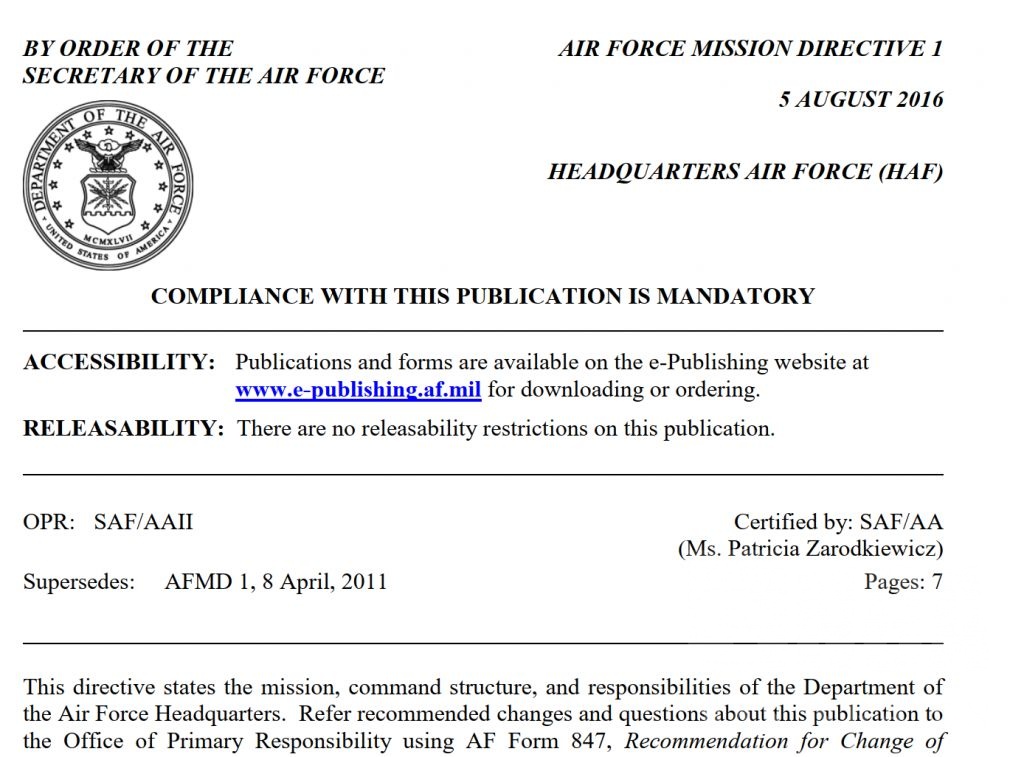 BY ORDER OF THE
SECRETARY OF THE AIR FORCE
AIR FORCE MISSION DIRECTIVE 1
5 AUGUST 2016
HEADQUARTERS AIR FORCE (HAF)
DEPARTMENT OF THE AIR FORCE
MCMXLVII
UNITED STATES OF AMERICA
COMPLIANCE WITH THIS PUBLICATION IS MANDATORY
ACCESSIBILITY: Publications and forms are available on the e-Publishing website at
www.e-publishing.af.mil for downloading or ordering.
RELEASABILITY: There are no releasability restrictions on this publication.
OPR: SAF/AAII
Certified by: SAF/AA
(Ms. Patricia Zarodkiewicz)
Supersedes: AFMD 1, 8 April, 2011
Pages: 7
This directive states the mission, command structure, and responsibilities of the Department of
the Air Force Headquarters. Refer recommended changes and questions about this publication to
the Office of Primary Responsibility using AF Form 847, Recommendation for Change of